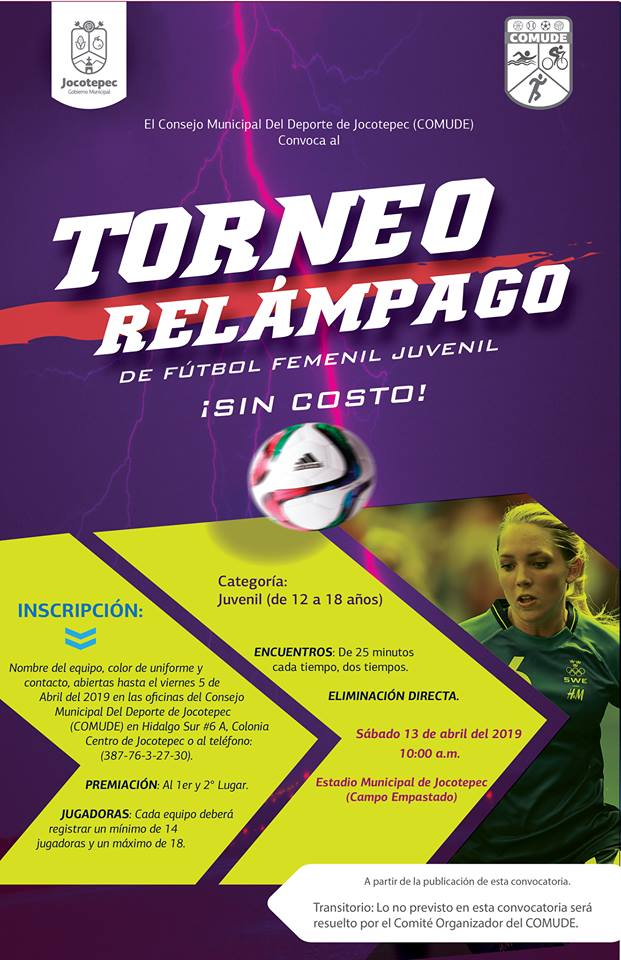 Jocotepec
Gobierno Municipal
COMUDE
El Consejo Municipal Del Deporte de Jocotepec (COMUDE)
Convoca al
TORNEO
RELÁMPAGO
DE FÚTBOL FEMENIL JUVENIL
¡SIN COSTO!
adidas
Categoría:
Juvenil (de 12 a 18 años)
INSCRIPCIÓN:
Nombre del equipo, color de uniforme y
contacto, abiertas hasta el viernes 5 de
Abril del 2019 en las oficinas del Consejo
Municipal Del Deporte de Jocotepec
(COMUDE) en Hidalgo Sur #6 A, Colonia
Centro de Jocotepec o al teléfono:
(387-76-3-27-30).
PREMIACIÓN: Al 1er y 2° Lugar.
JUGADORAS: Cada equipo deberá
registrar un mínimo de 14
jugadoras y un máximo de 18.
ENCUENTROS: De 25 minutos
cada tiempo, dos tiempos.
ELIMINACIÓN DIRECTA.
Sábado 13 de abril del 2019
10:00 a.m.
Estadio Municipal de Jocotepec
(Campo Empastado)
6
SWE
H&M
A partir de la publicación de esta convocatoria.
Transitorio: Lo no previsto en esta convocatoria será
resuelto por el Comité Organizador del COMUDE.